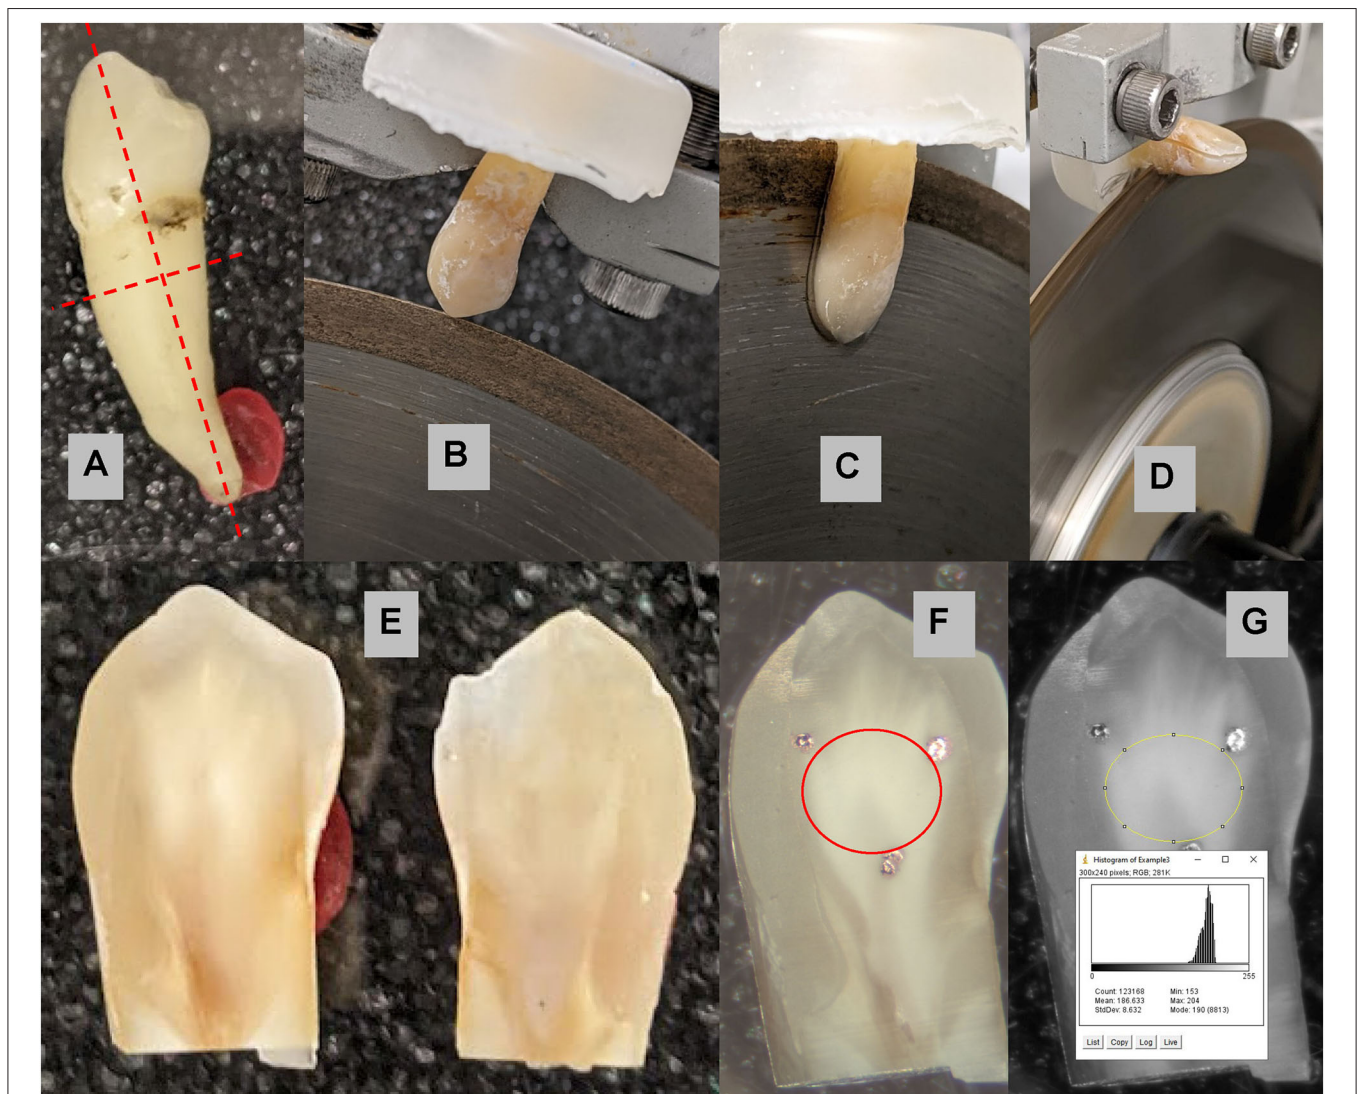 A
B
C
D
E
F
G
Histogram of Example3
300x240 pixels; RGB; 281K
0
255
Count: 123168 Min: 153
Mean: 186.633 Max: 204
StdDev: 8.632 Mode: 190 (8813)
List Copy Log Live